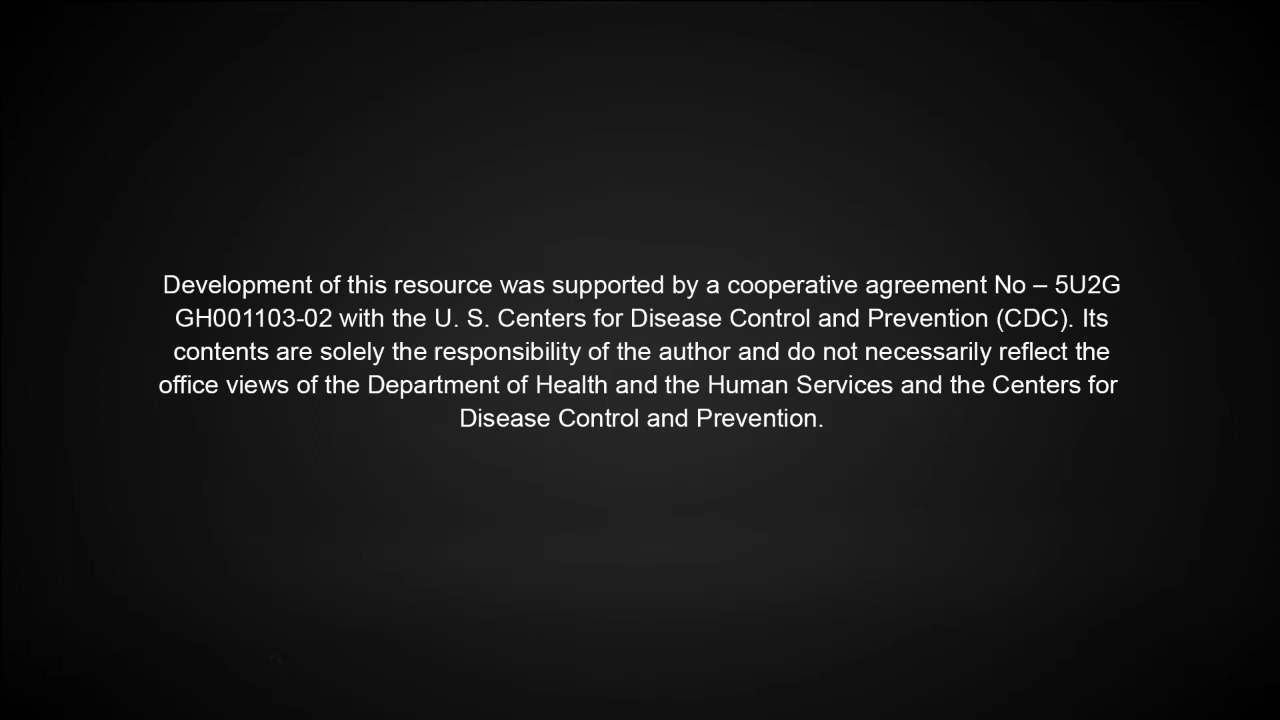 Development of this resource was supported by a cooperative agreement No – 5U2G
GH001103-02 with the U. S. Centers for Disease Control and Prevention (CDC). Its
contents are solely the responsibility of the author and do not necessarily reflect the
office views of the Department of Health and the Human Services and the Centers for
Disease Control and Prevention.